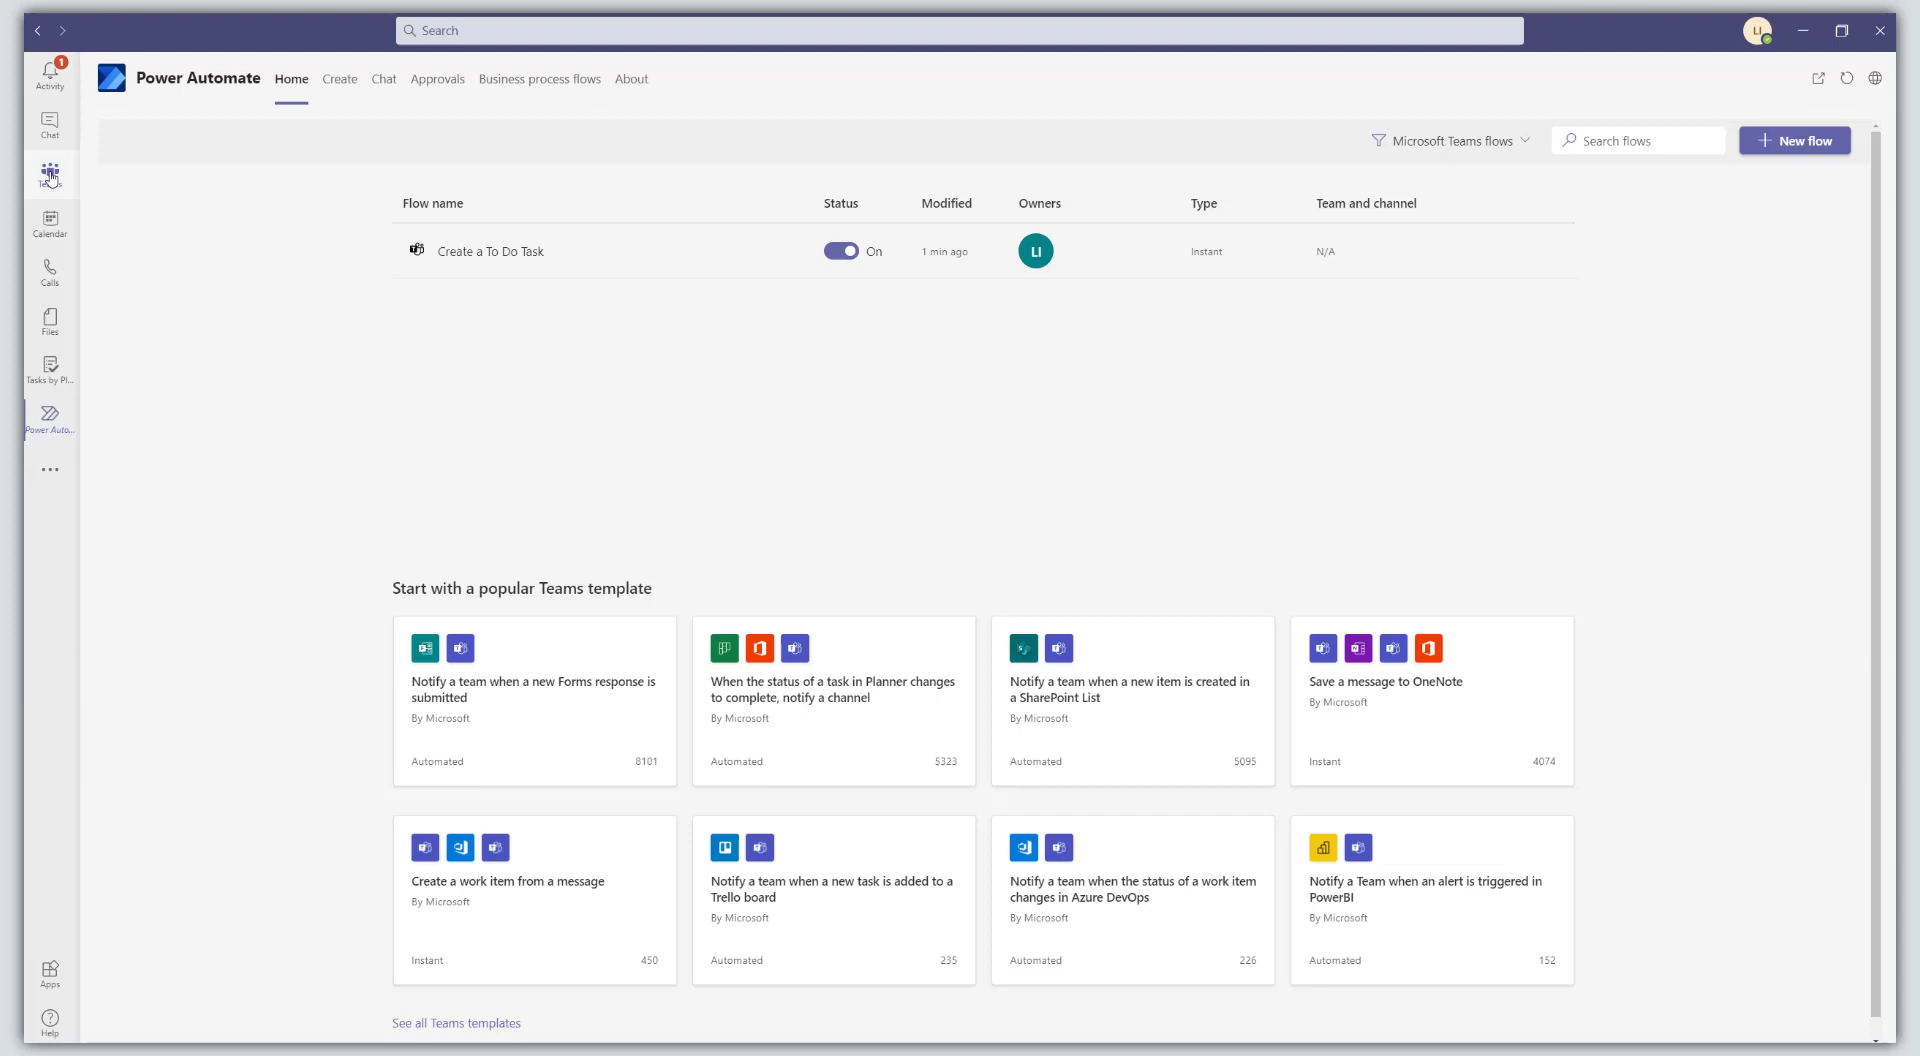 Search
LI
1
Activity
Chat
Teams
Calendar
Calls
Files
Tasks by Pl...
Power Auto...
Apps
Help
Power Automate
Home
Create
Chat
Approvals
Business process flows
About
Microsoft Teams flows
Search flows
New flow
Flow name
Status
Modified
Owners
Type
Team and channel
Create a To Do Task
On
1 min ago
LI
Instant
N/A
Start with a popular Teams template
Notify a team when a new Forms response is
submitted
By Microsoft
Automated
8101
When the status of a task in Planner changes
to complete, notify a channel
By Microsoft
Automated
5323
Notify a team when a new item is created in
a SharePoint List
By Microsoft
Automated
5095
Save a message to OneNote
By Microsoft
Instant
4074
Create a work item from a message
By Microsoft
Instant
450
Notify a team when a new task is added to a
Trello board
By Microsoft
Automated
235
Notify a team when the status of a work item
changes in Azure DevOps
By Microsoft
Automated
226
Notify a Team when an alert is triggered in
PowerBI
By Microsoft
Automated
152
See all Teams templates